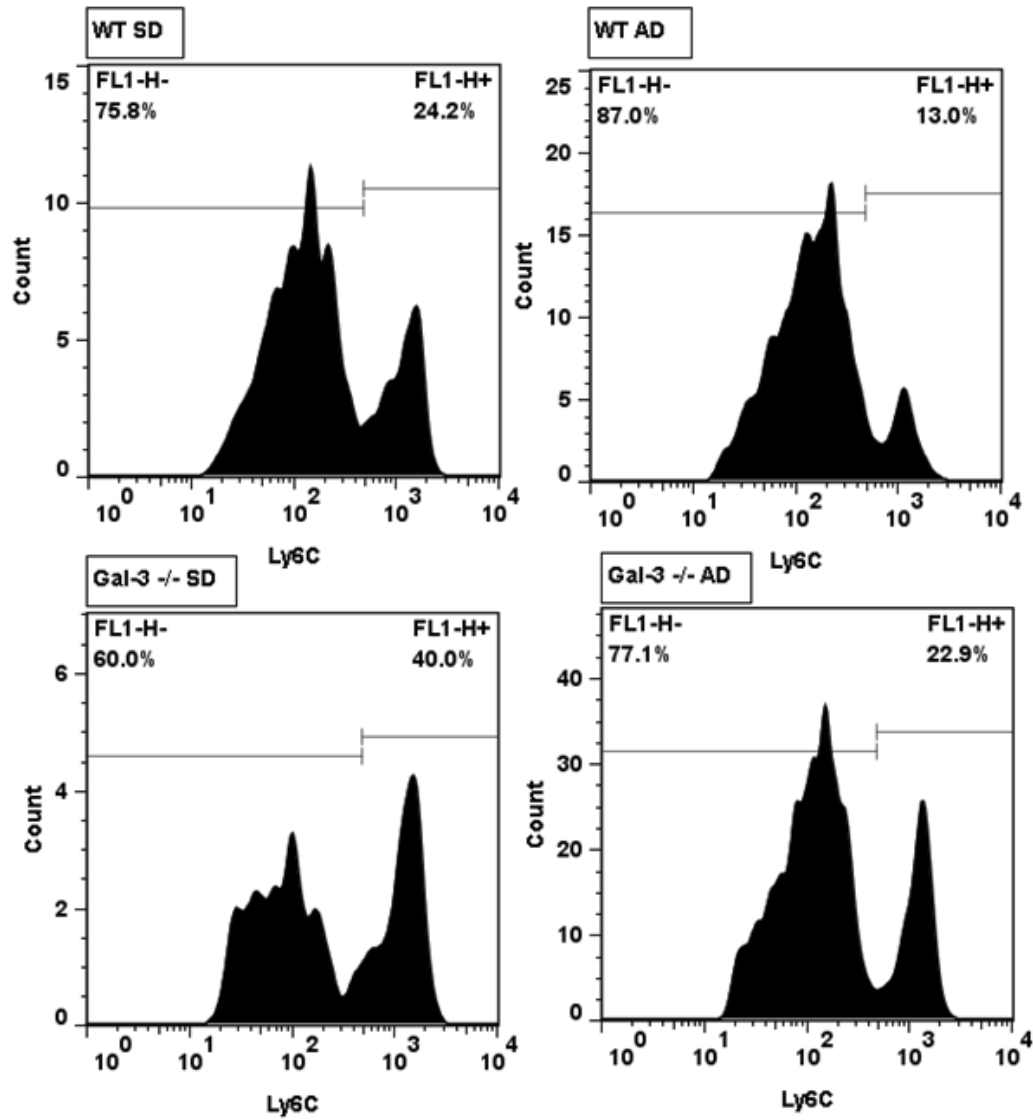 WT SD
FL1-H- FL1-H+
75.8% 24.2%
15
10
5
0
Count
10^0 10^1 10^2 10^3 10^4
Ly6C
WT AD
FL1-H- FL1-H+
87.0% 13.0%
25
20
15
10
5
0
Count
10^0 10^1 10^2 10^3 10^4
Ly6C
Gal-3 -/- SD
FL1-H- FL1-H+
60.0% 40.0%
6
4
2
0
Count
10^0 10^1 10^2 10^3 10^4
Ly6C
Gal-3 -/- AD
FL1-H- FL1-H+
77.1% 22.9%
40
30
20
10
0
Count
10^0 10^1 10^2 10^3 10^4
Ly6C